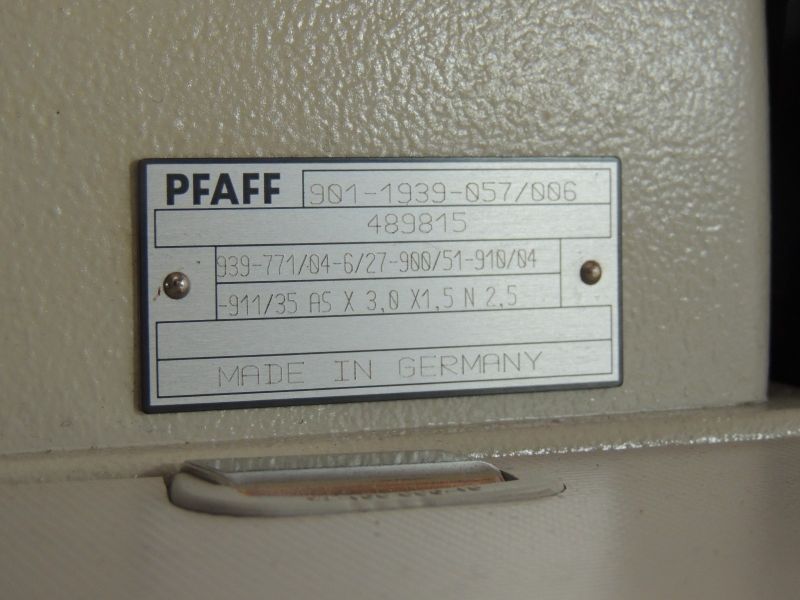 PFAFF 901-1939-057/006
489815
939-771/04-6/27-900/51-910/04
-911/35 AS X 3,0 X1,5 N 2,5
MADE IN GERMANY